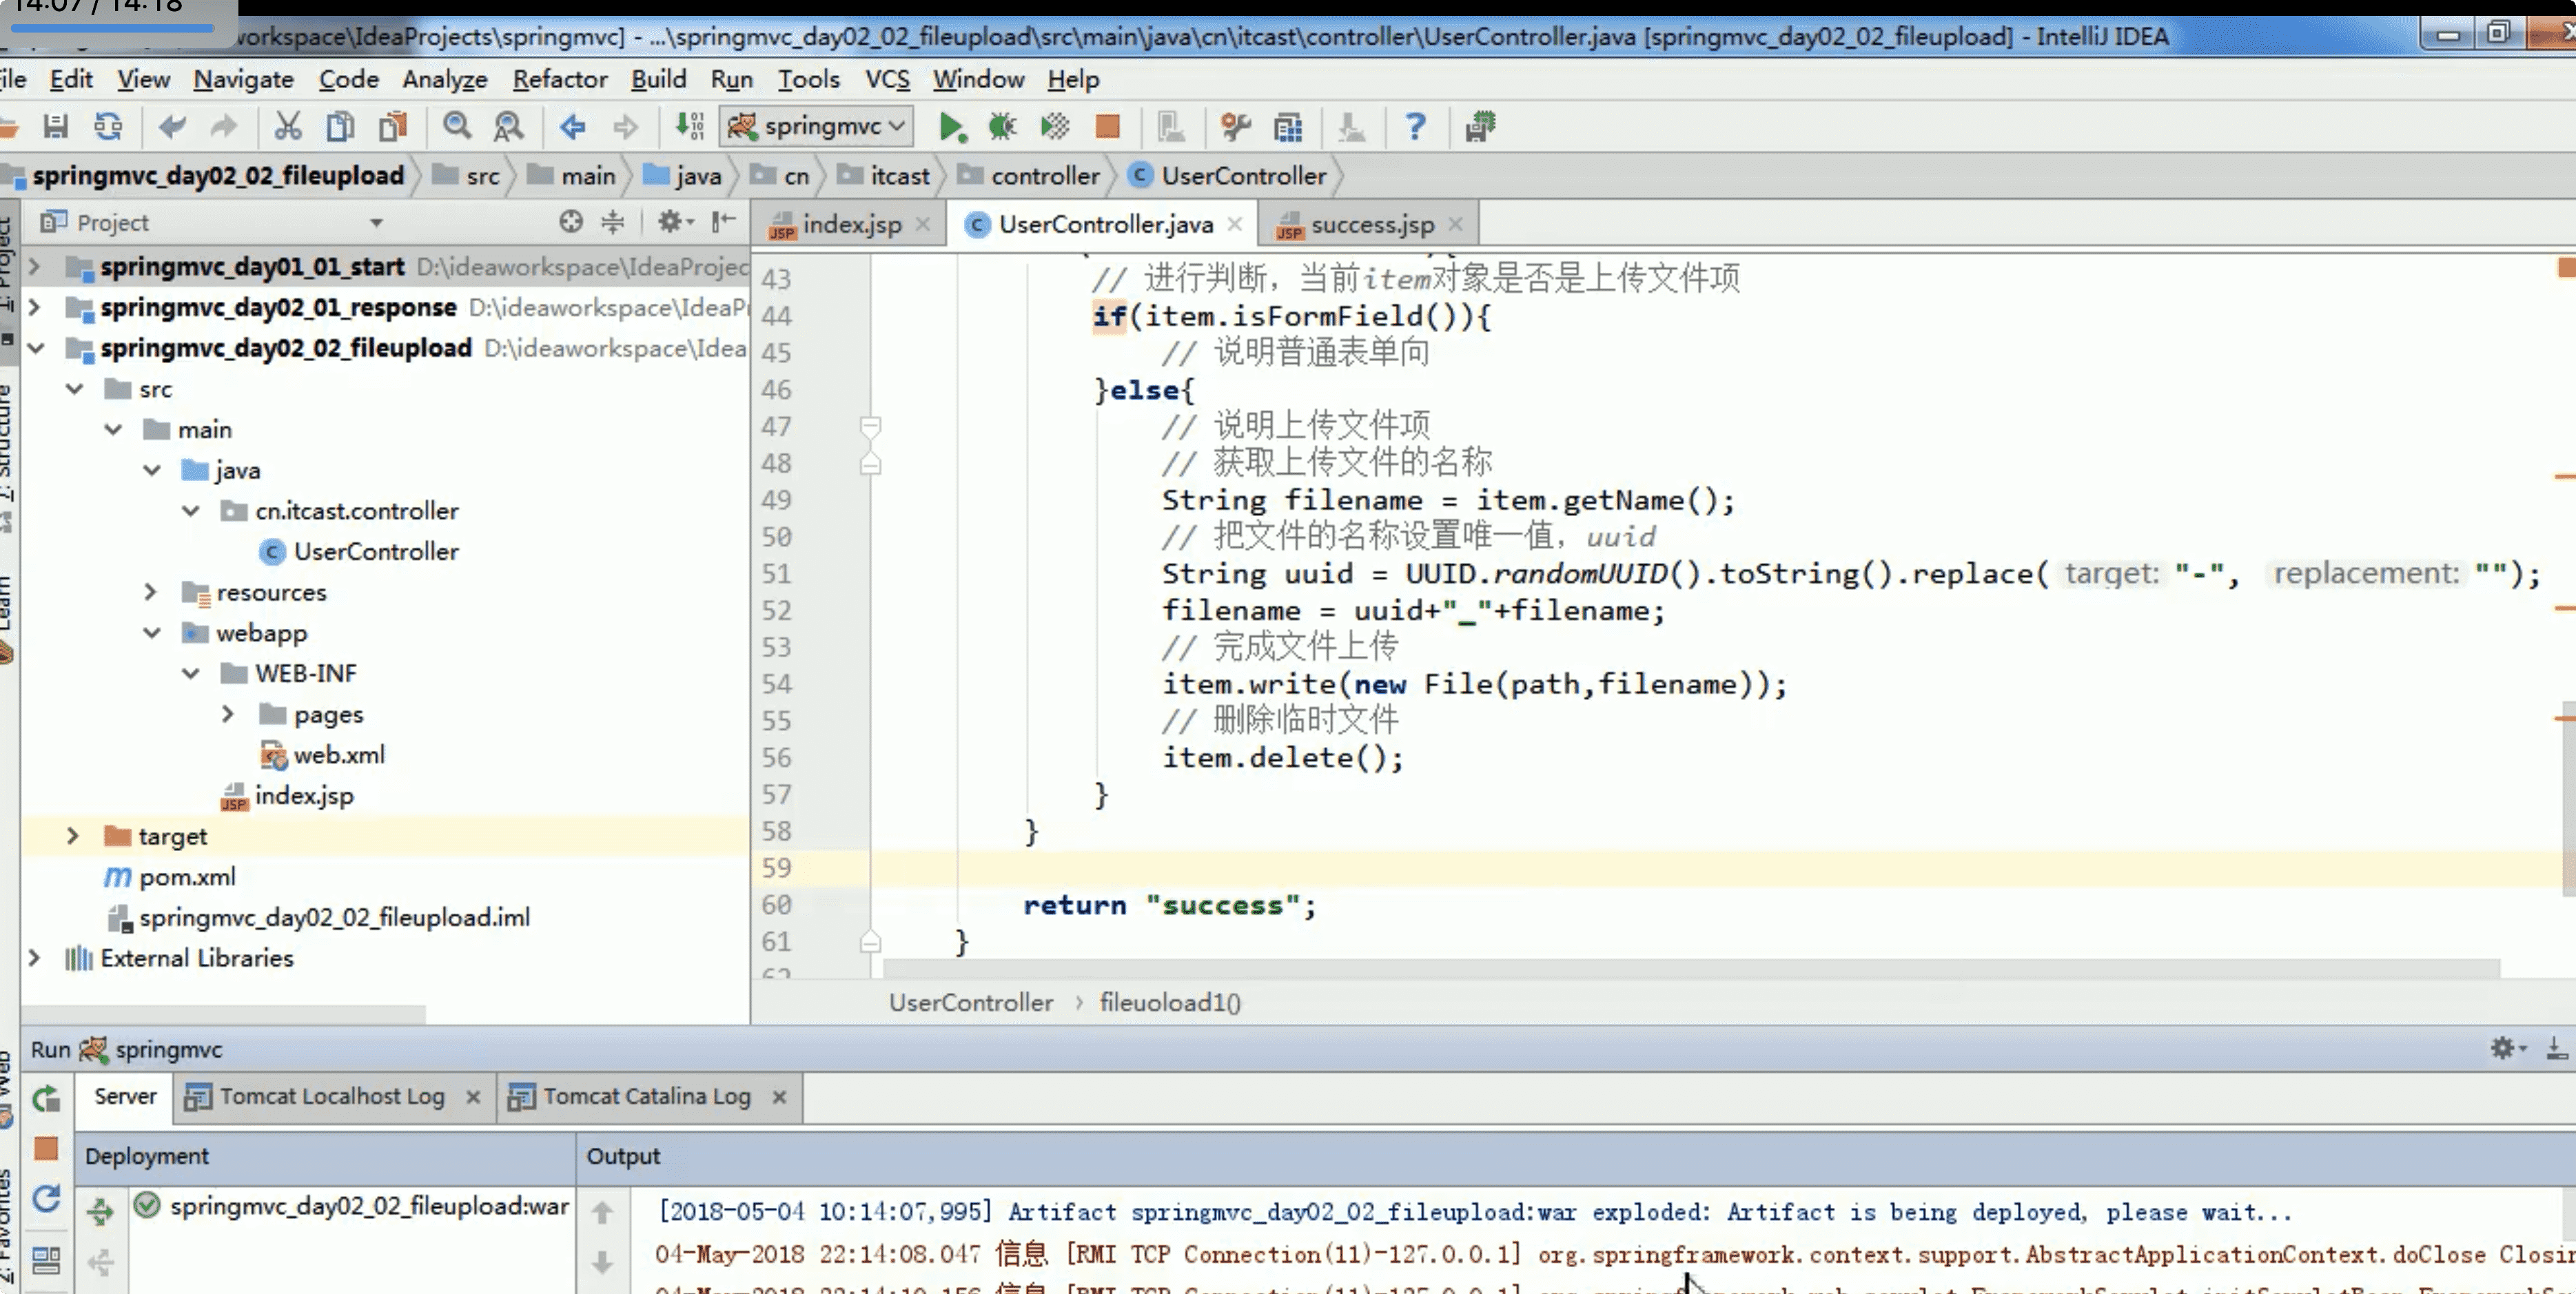 14:07 / 14:18
workspace\IdeaProjects\springmvc] - ...\springmvc_day02_02_fileupload\src\main\java\cn\itcast\controller\UserController.java [springmvc_day02_02_fileupload] - IntelliJ IDEA
File Edit View Navigate Code Analyze Refactor Build Run Tools VCS Window Help
springmvc
springmvc_day02_02_fileupload src main java cn itcast controller UserController
Project
index.jsp UserController.java success.jsp
1: Project
7: Structure
Learn
Web
2: Favorites
springmvc_day01_01_start D:\ideaworkspace\IdeaProjec
springmvc_day02_01_response D:\ideaworkspace\IdeaP
springmvc_day02_02_fileupload D:\ideaworkspace\Idea
src
main
java
cn.itcast.controller
UserController
resources
webapp
WEB-INF
pages
web.xml
index.jsp
target
pom.xml
springmvc_day02_02_fileupload.iml
External Libraries
43 // 进行判断，当前item对象是否是上传文件项
44 if(item.isFormField()){
45 // 说明普通表单向
46 }else{
47 // 说明上传文件项
48 // 获取上传文件的名称
49 String filename = item.getName();
50 // 把文件的名称设置唯一值，uuid
51 String uuid = UUID.randomUUID().toString().replace( target: "-", replacement: "");
52 filename = uuid+"_"+filename;
53 // 完成文件上传
54 item.write(new File(path,filename));
55 // 删除临时文件
56 item.delete();
57 }
58 }
59
60 return "success";
61 }
62
UserController › fileuoload1()
Run springmvc
Server Tomcat Localhost Log Tomcat Catalina Log
Deployment Output
springmvc_day02_02_fileupload:war
[2018-05-04 10:14:07,995] Artifact springmvc_day02_02_fileupload:war exploded: Artifact is being deployed, please wait...
04-May-2018 22:14:08.047 信息 [RMI TCP Connection(11)-127.0.0.1] org.springframework.context.support.AbstractApplicationContext.doClose Closin